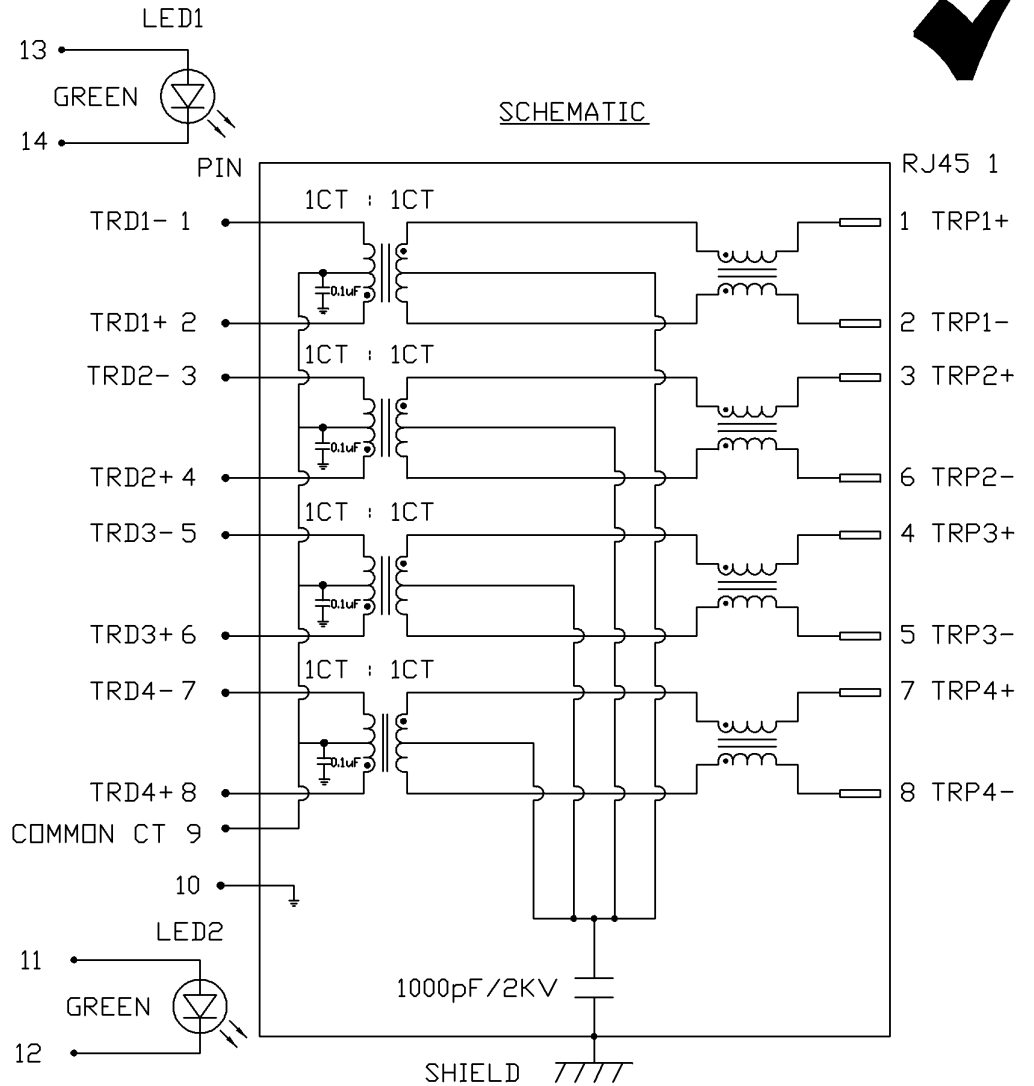 LED1
13
GREEN
14
SCHEMATIC
PIN
RJ45 1
1CT : 1CT
TRD1- 1
1 TRP1+
0.1uF
TRD1+ 2
2 TRP1-
1CT : 1CT
TRD2- 3
3 TRP2+
0.1uF
TRD2+ 4
6 TRP2-
1CT : 1CT
TRD3- 5
4 TRP3+
0.1uF
TRD3+ 6
5 TRP3-
1CT : 1CT
TRD4- 7
7 TRP4+
0.1uF
TRD4+ 8
8 TRP4-
COMMON CT 9
10
LED2
11
GREEN
12
1000pF/2KV
SHIELD